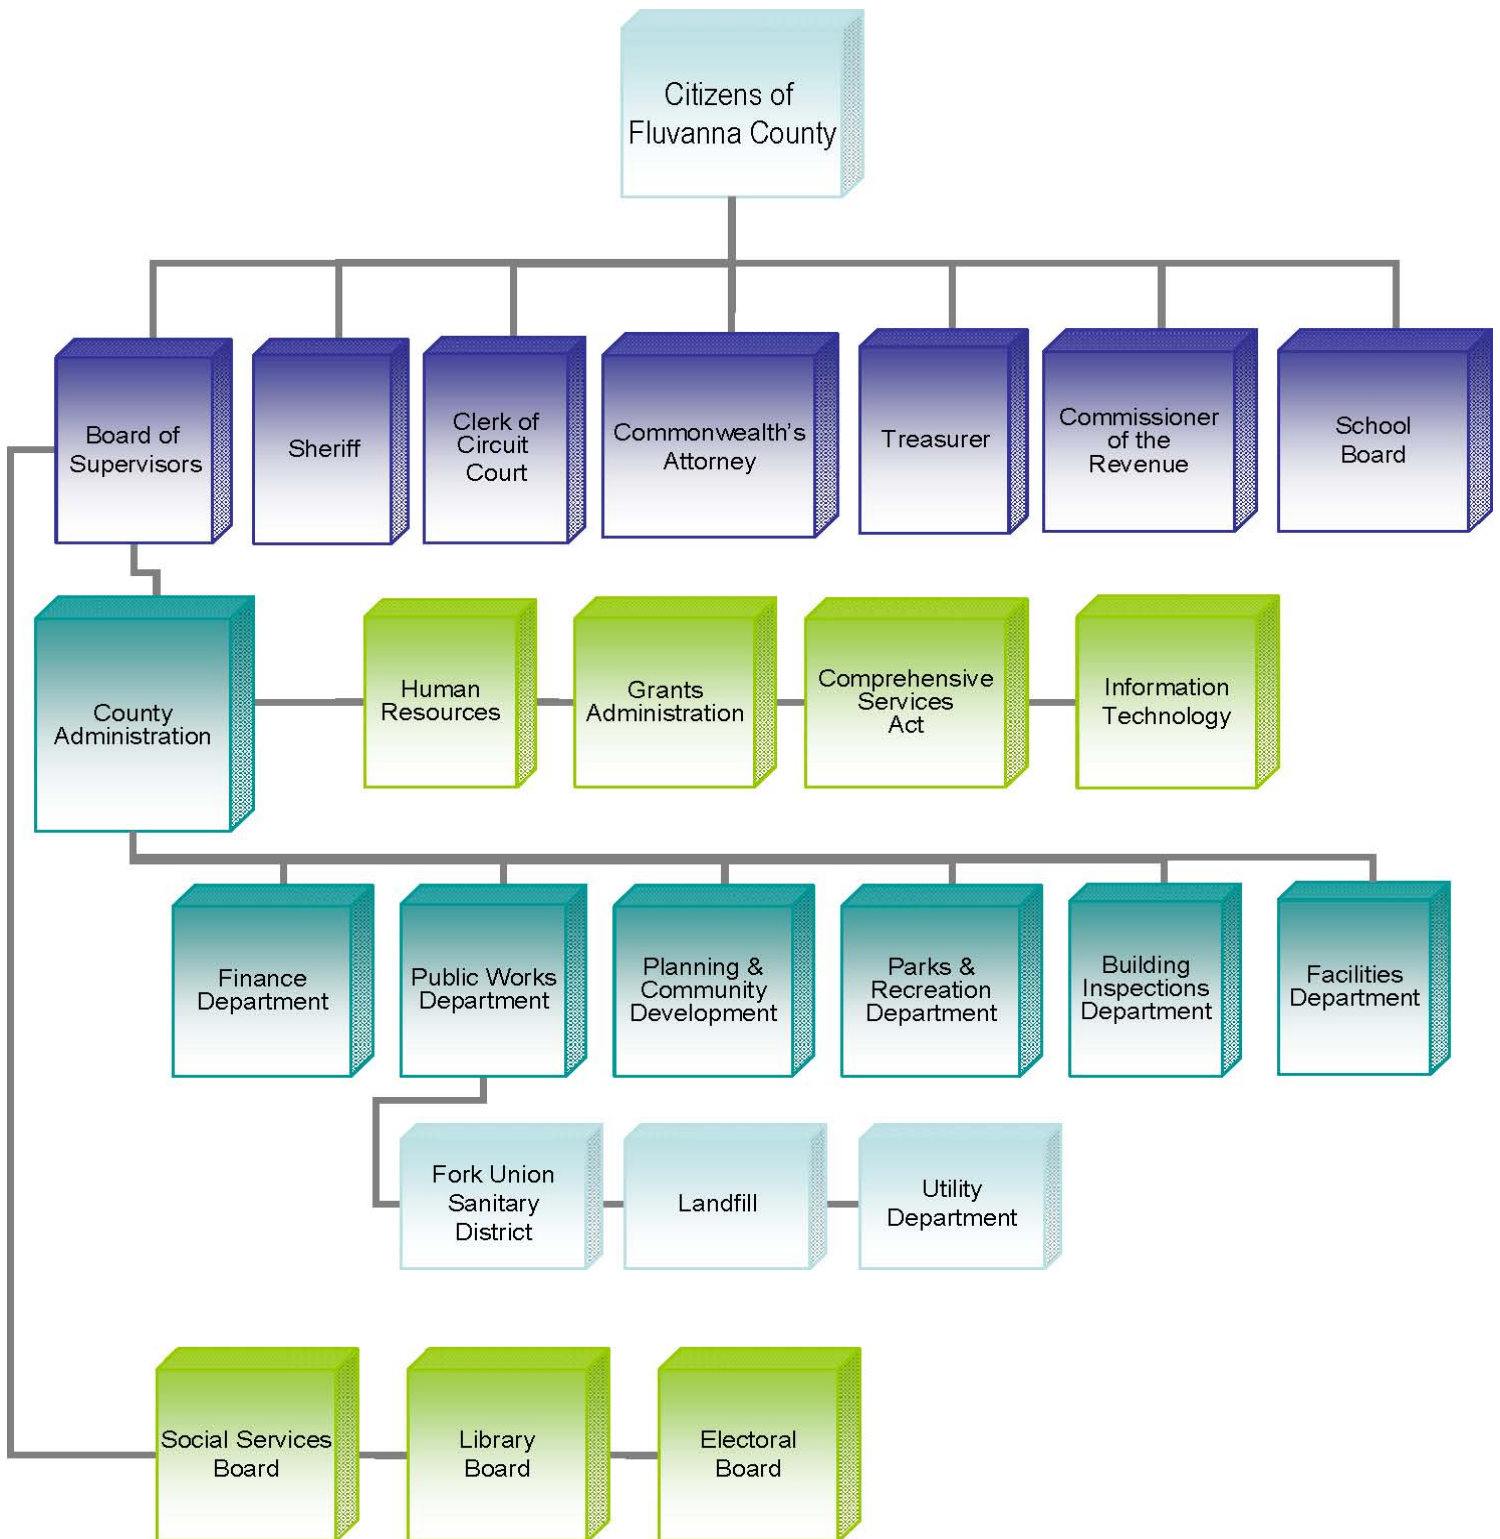 Citizens of
Fluvanna County
Board of
Supervisors
Sheriff
Clerk of
Circuit
Court
Commonwealth's
Attorney
Treasurer
Commissioner
of the
Revenue
School
Board
County
Administration
Human
Resources
Grants
Administration
Comprehensive
Services
Act
Information
Technology
Finance
Department
Public Works
Department
Planning &
Community
Development
Parks &
Recreation
Department
Building
Inspections
Department
Facilities
Department
Fork Union
Sanitary
District
Landfill
Utility
Department
Social Services
Board
Library
Board
Electoral
Board